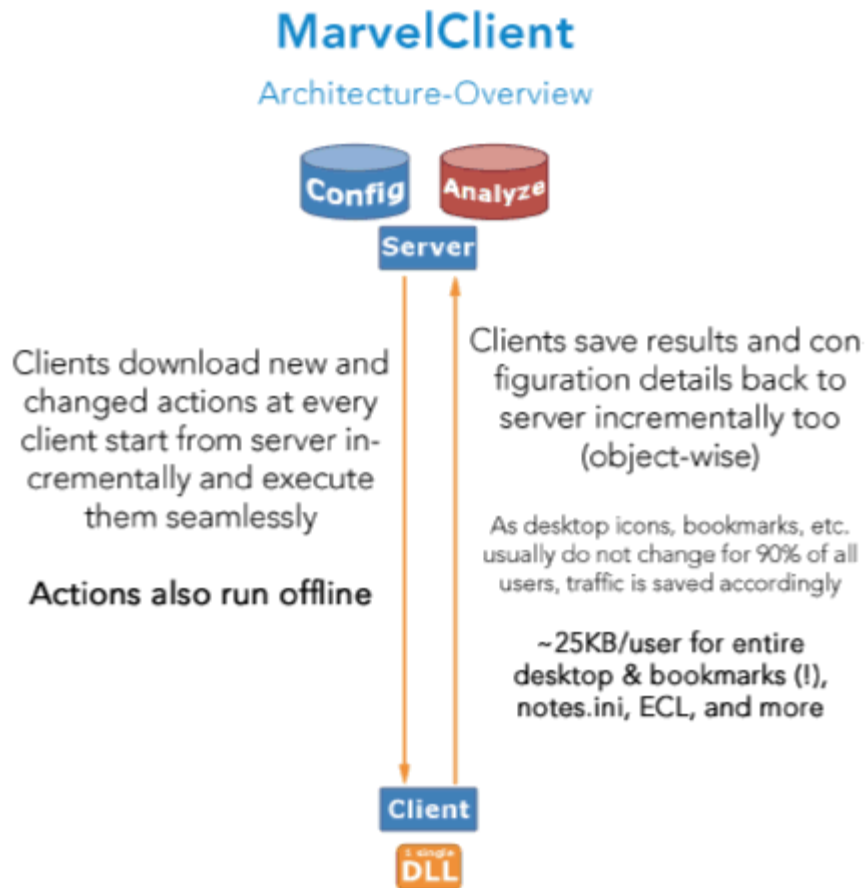 MarvelClient
Architecture-Overview
Config
Analyze
Server
Clients download new and
changed actions at every
client start from server in-
crementally and execute
them seamlessly
Actions also run offline
Clients save results and con
figuration details back to
server incrementally too
(object-wise)
As desktop icons, bookmarks, etc.
usually do not change for 90% of all
users, traffic is saved accordingly
~25KB/user for entire
desktop & bookmarks (!),
notes.ini, ECL, and more
Client
1 single
DLL